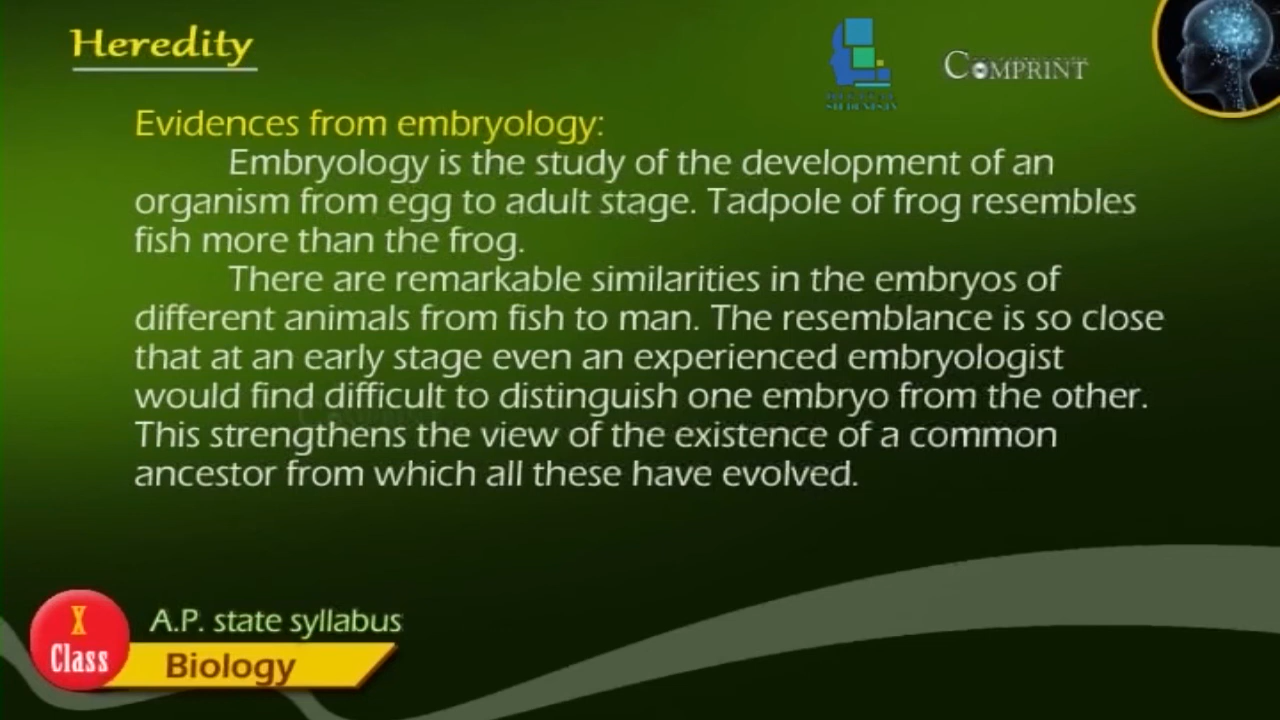 Heredity
COMPRINT
Evidences from embryology:
Embryology is the study of the development of an
organism from egg to adult stage. Tadpole of frog resembles
fish more than the frog.
There are remarkable similarities in the embryos of
different animals from fish to man. The resemblance is so close
that at an early stage even an experienced embryologist
would find difficult to distinguish one embryo from the other.
This strengthens the view of the existence of a common
ancestor from which all these have evolved.
X
Class
A.P. state syllabus
Biology